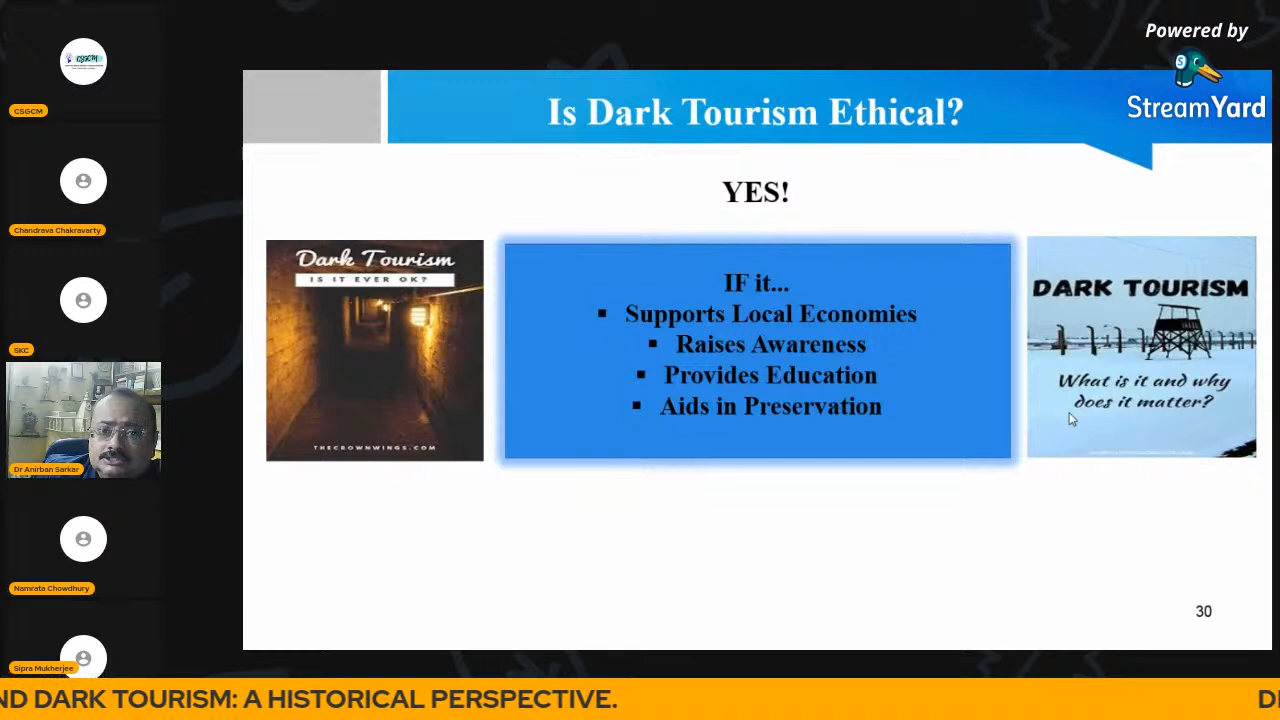 Powered by
StreamYard
CSGCM
CSGCM
Chandrava Chakravarty
SKC
Dr Anirban Sarkar
Namrata Chowdhury
Sipra Mukherjee
Is Dark Tourism Ethical?
YES!
Dark Tourism
IS IT EVER OK?
THECROWNWINGS.COM
IF it...
▪ Supports Local Economies
▪ Raises Awareness
▪ Provides Education
▪ Aids in Preservation
DARK TOURISM
What is it and why
does it matter?
30
ND DARK TOURISM: A HISTORICAL PERSPECTIVE.